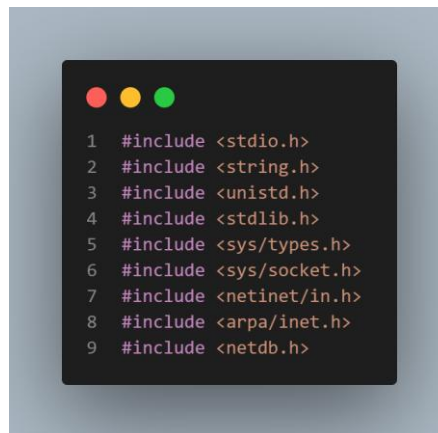 1 #include <stdio.h>
2 #include <string.h>
3 #include <unistd.h>
4 #include <stdlib.h>
5 #include <sys/types.h>
6 #include <sys/socket.h>
7 #include <netinet/in.h>
8 #include <arpa/inet.h>
9 #include <netdb.h>